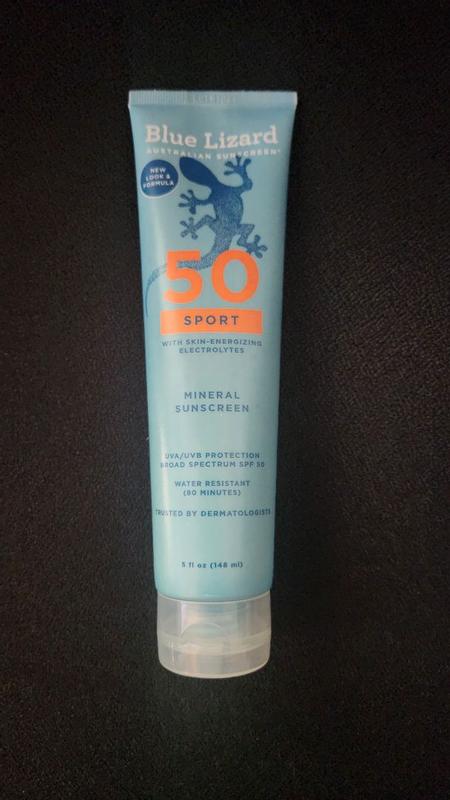 Blue Lizard
AUSTRALIAN SUNSCREEN®
NEW
LOOK &
FORMULA
50
SPORT
WITH SKIN-ENERGIZING
ELECTROLYTES
MINERAL
SUNSCREEN
UVA/UVB PROTECTION
BROAD SPECTRUM SPF 50
WATER RESISTANT
(80 MINUTES)
TRUSTED BY DERMATOLOGISTS
5 fl oz (148 ml)